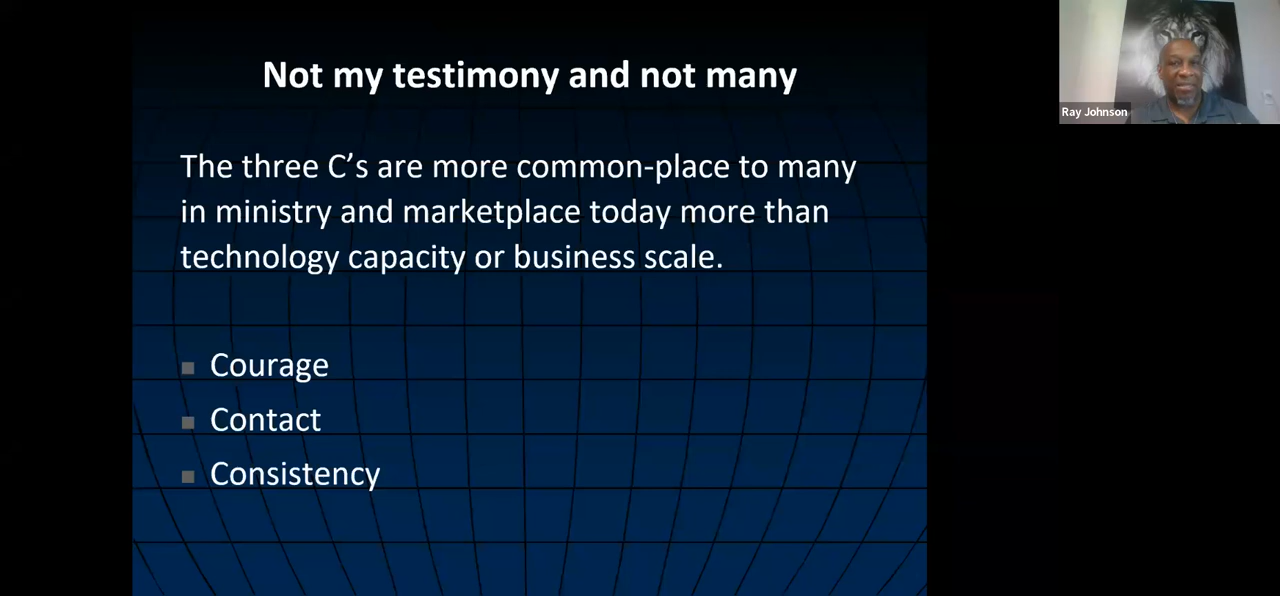 Not my testimony and not many
The three C’s are more common-place to many
in ministry and marketplace today more than
technology capacity or business scale.
Courage
Contact
Consistency
Ray Johnson